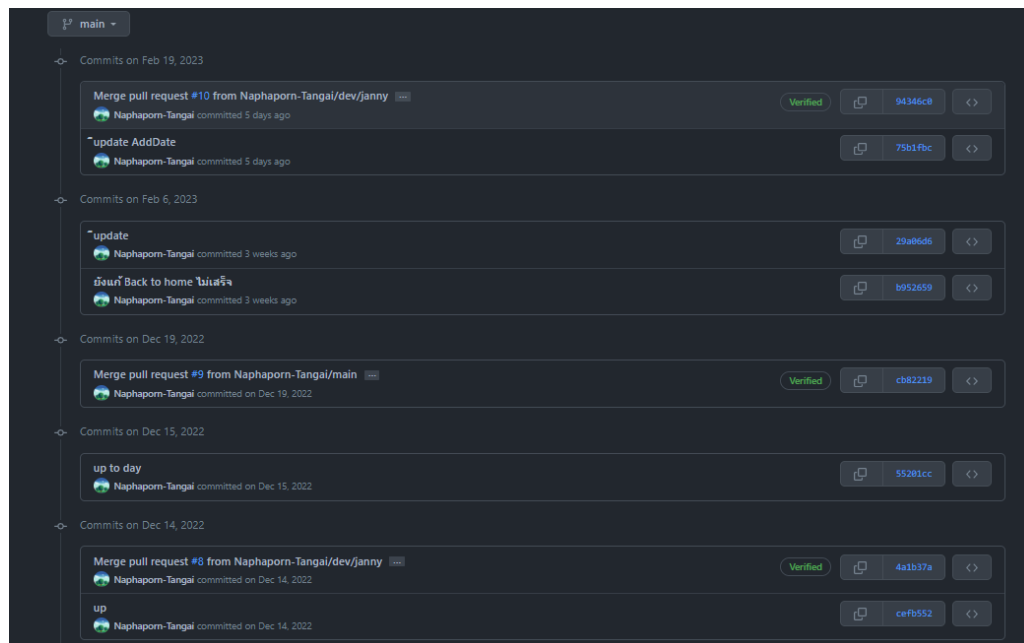 main
Commits on Feb 19, 2023
Merge pull request #10 from Naphaporn-Tangai/dev/janny ...
Verified
94346c0
Naphaporn-Tangai committed 5 days ago
ื update AddDate
75b1fbc
Naphaporn-Tangai committed 5 days ago
Commits on Feb 6, 2023
ื update
29a06d6
Naphaporn-Tangai committed 3 weeks ago
ยังแก้ Back to home ไม่เสร็จ
b952659
Naphaporn-Tangai committed 3 weeks ago
Commits on Dec 19, 2022
Merge pull request #9 from Naphaporn-Tangai/main ...
Verified
cb82219
Naphaporn-Tangai committed on Dec 19, 2022
Commits on Dec 15, 2022
up to day
55201cc
Naphaporn-Tangai committed on Dec 15, 2022
Commits on Dec 14, 2022
Merge pull request #8 from Naphaporn-Tangai/dev/janny ...
Verified
4a1b37a
Naphaporn-Tangai committed on Dec 14, 2022
up
cefb552
Naphaporn-Tangai committed on Dec 14, 2022